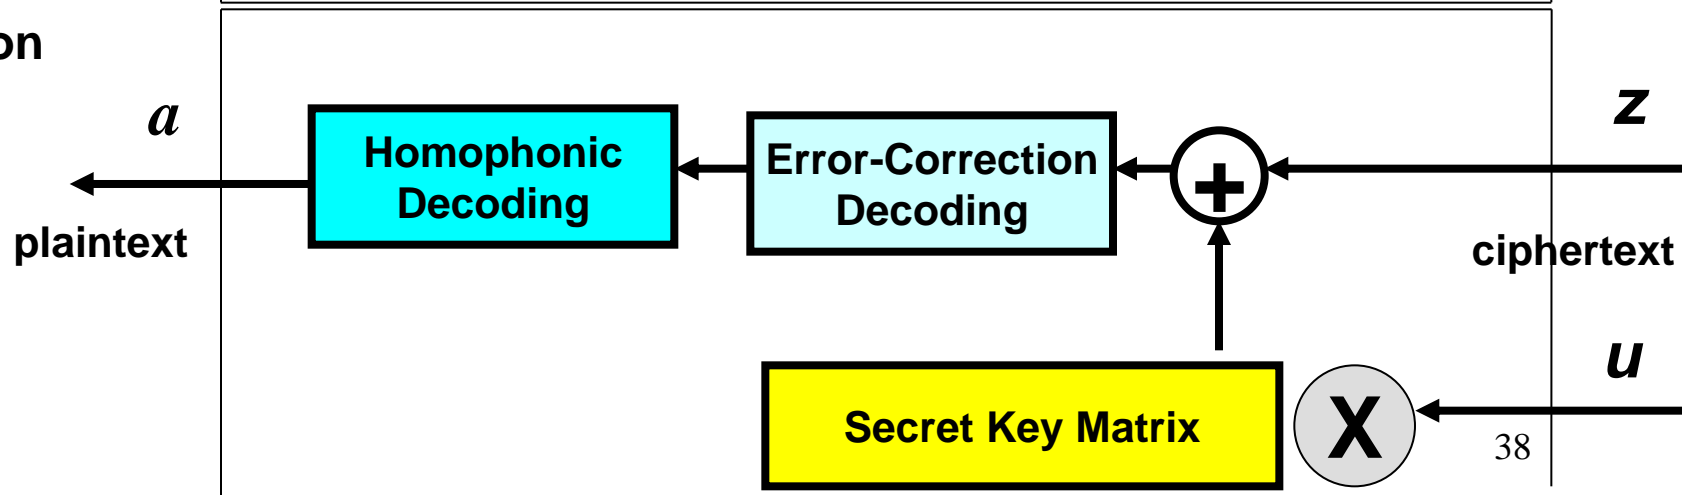 on
a
z
Homophonic
Decoding
Error-Correction
Decoding
+
plaintext
ciphertext
u
Secret Key Matrix
X
38